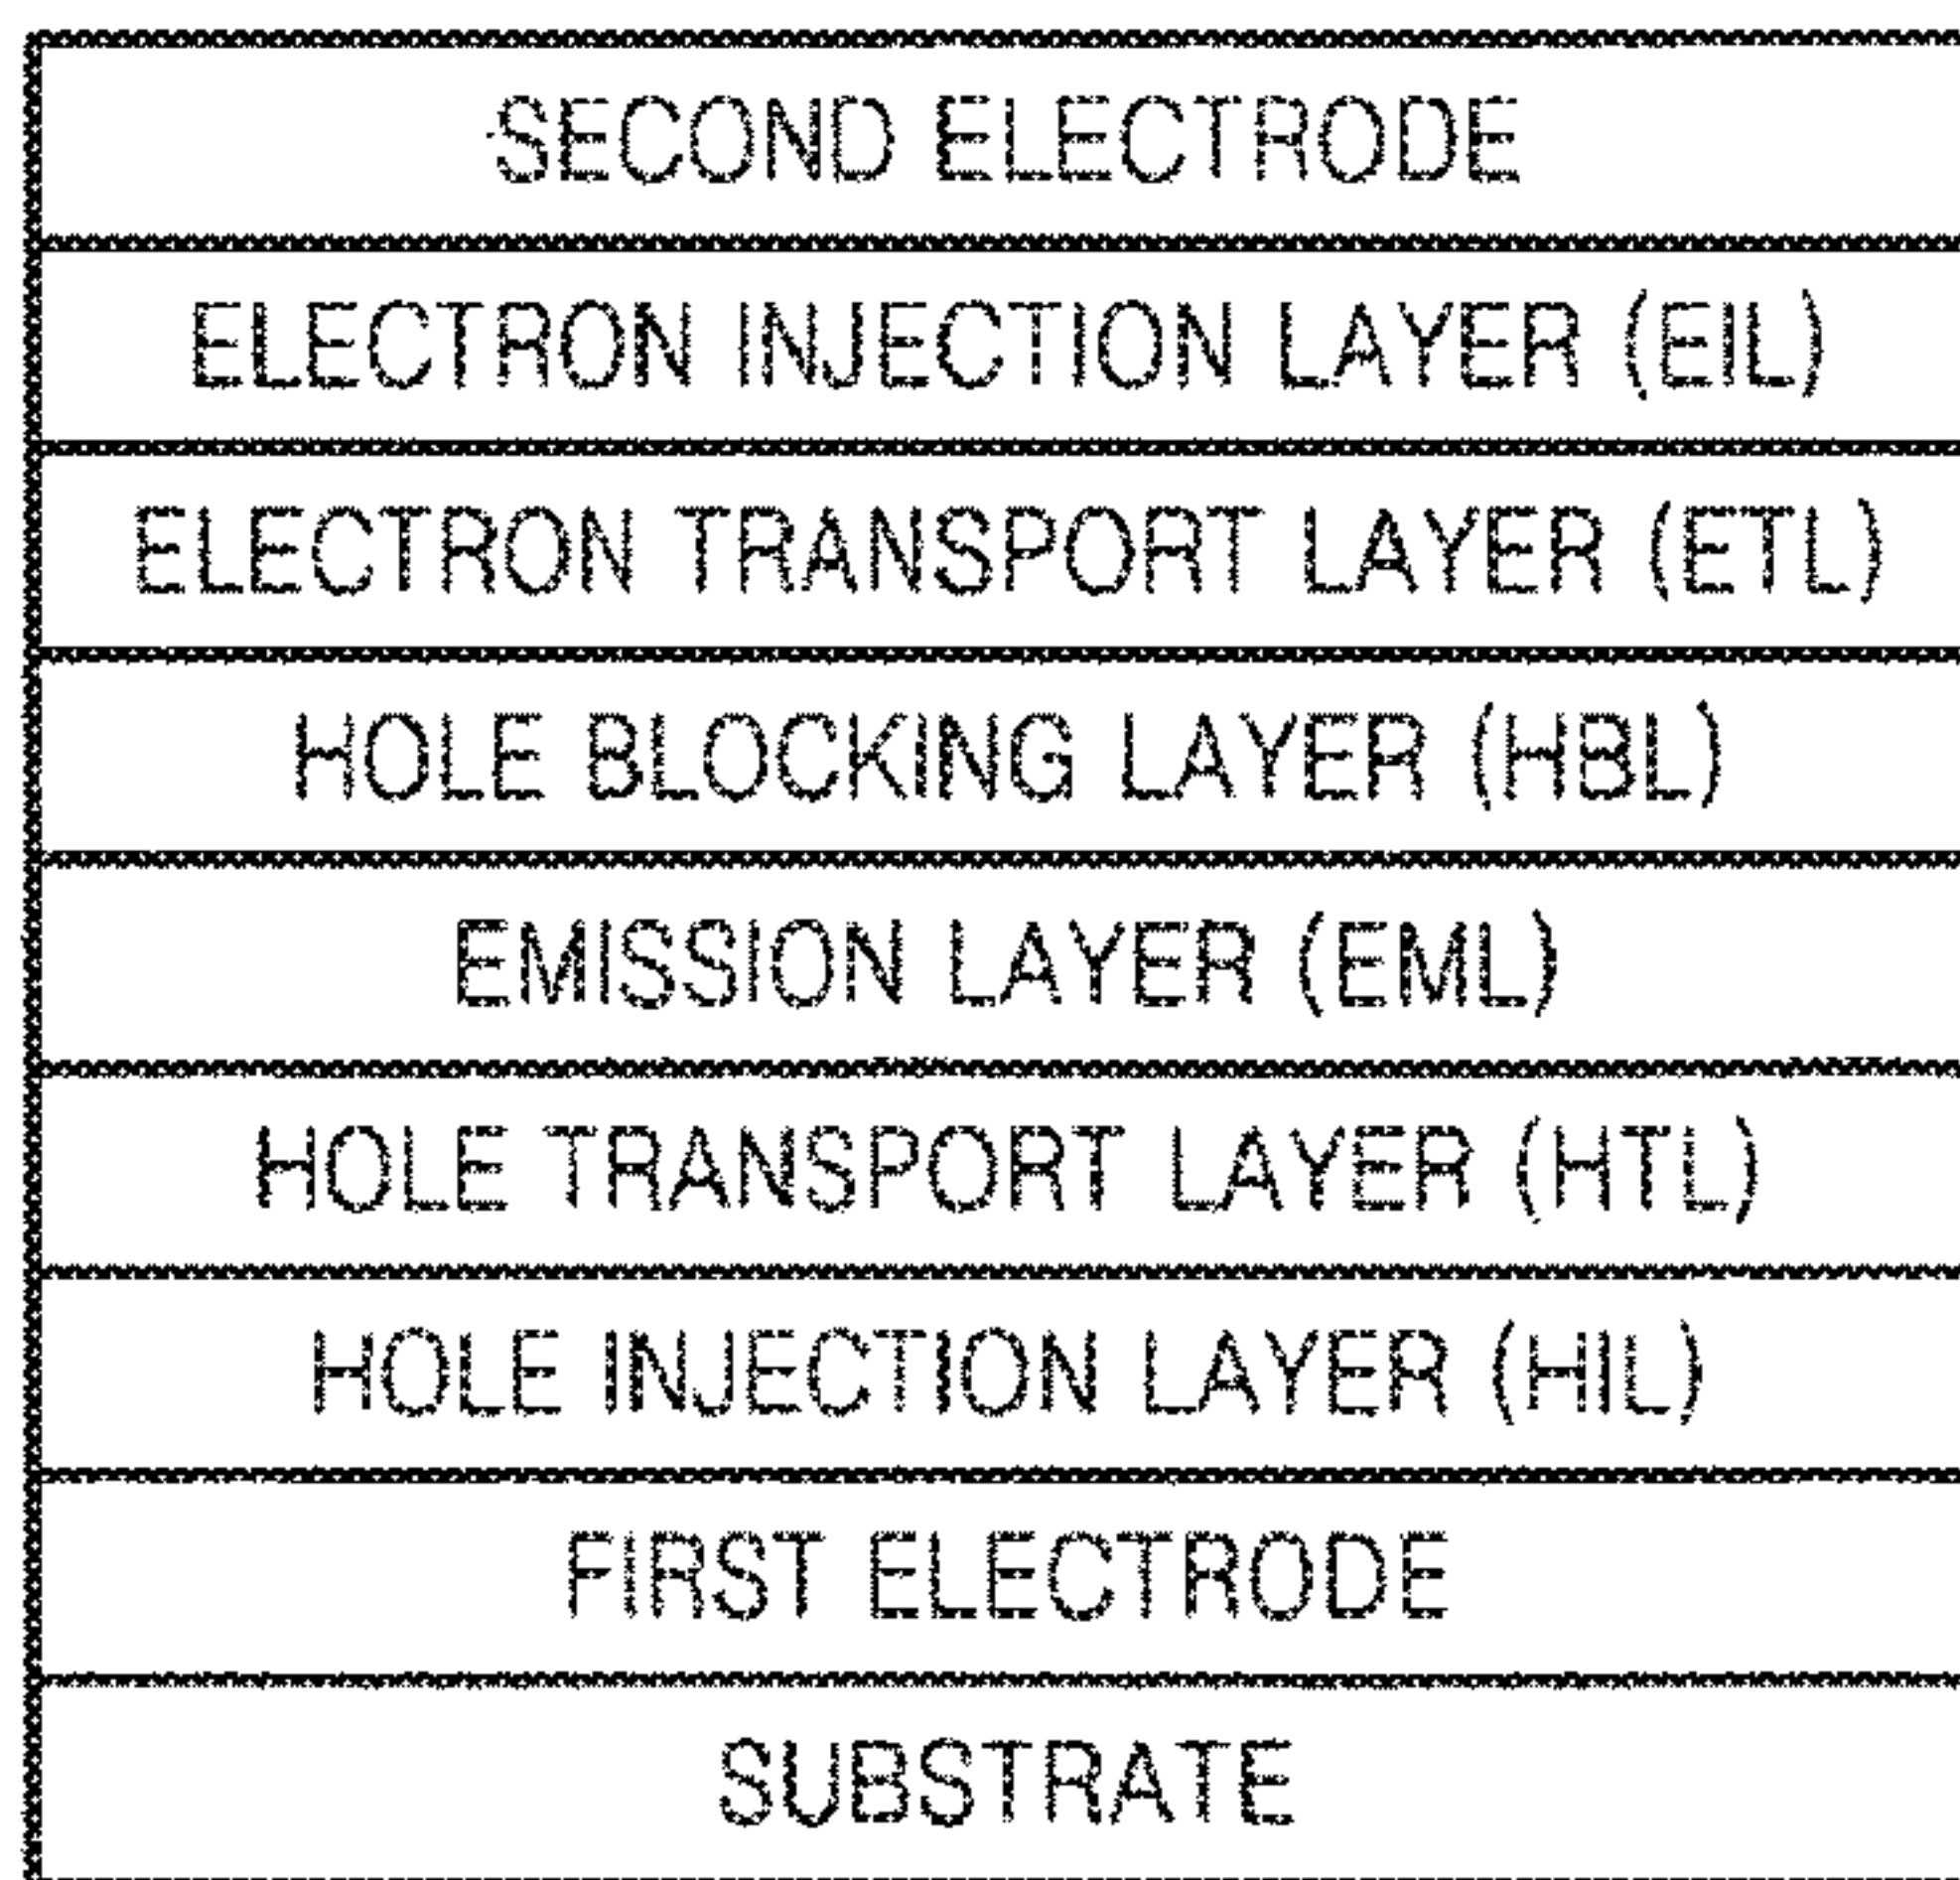 SECOND ELECTRODE
ELECTRON INJECTION LAYER (EIL)
ELECTRON TRANSPORT LAYER (ETL)
HOLE BLOCKING LAYER (HBL)
EMISSION LAYER (EML)
HOLE TRANSPORT LAYER (HTL)
HOLE INJECTION LAYER (HIL)
FIRST ELECTRODE
SUBSTRATE